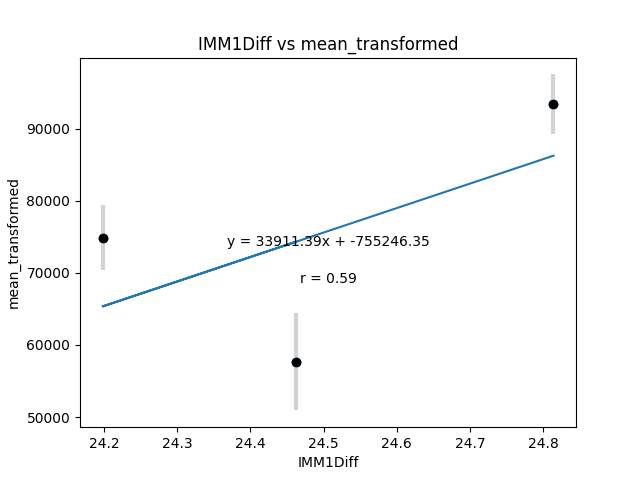 IMM1Diff vs mean_transformed
mean_transformed
90000
80000
70000
60000
50000
y = 33911.39x + -755246.35
r = 0.59
24.2 24.3 24.4 24.5 24.6 24.7 24.8
IMM1Diff